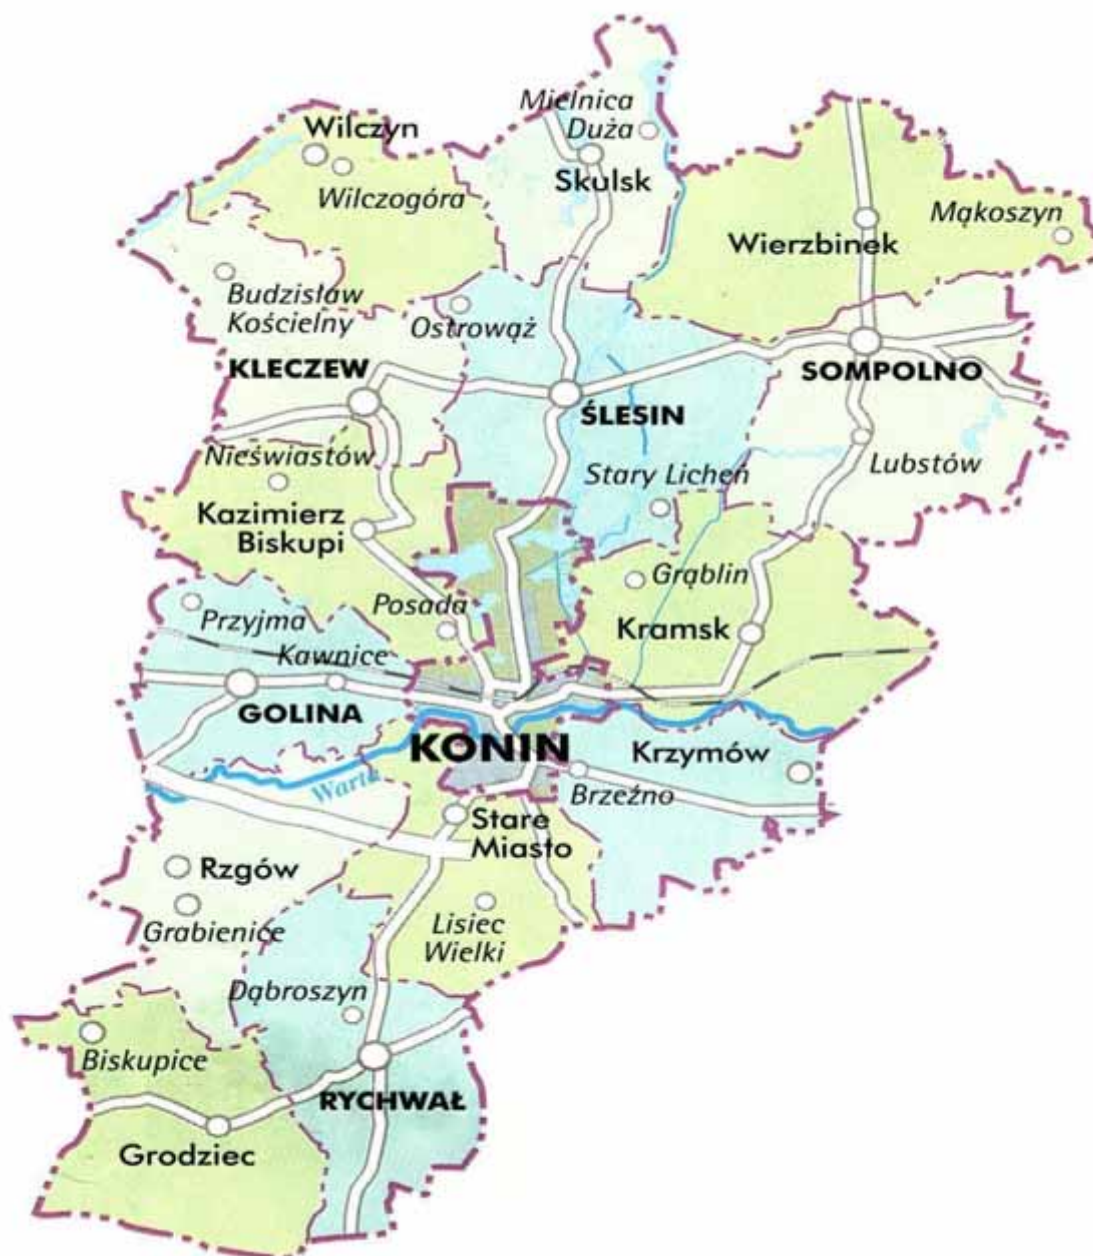 Mielnica
Duża
Wilczyn
Skulsk
Wilczogóra
Mąkoszyn
Wierzbinek
Budzisław
Kościelny
Ostrowąż
KLECZEW
SOMPOLNO
ŚLESIN
Nieświastów
Lubstów
Stary Licheń
Kazimierz
Biskupi
Grąblin
Przyjma
Posada
Kramsk
Kawnice
GOLINA
KONIN
Krzymów
Warta
Brzeźno
Stare
Miasto
Rzgów
Grabienice
Lisiec
Wielki
Dąbroszyn
Biskupice
RYCHWAŁ
Grodziec